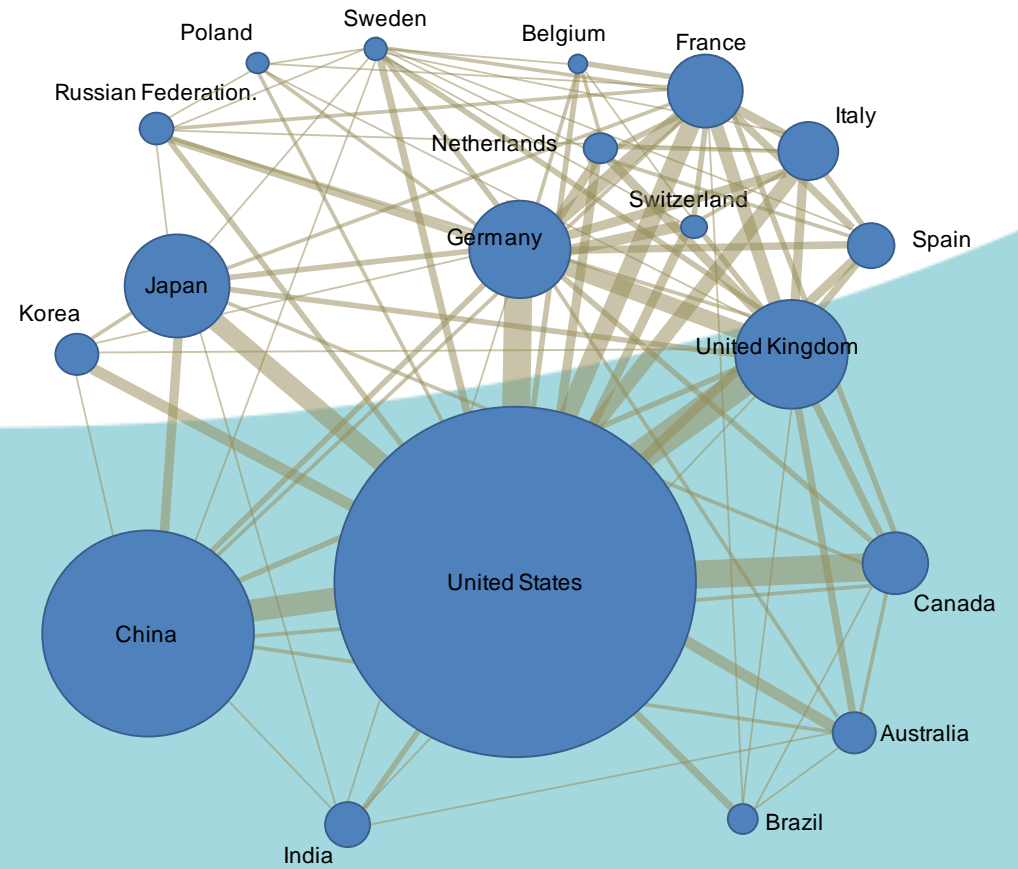 Sweden
Poland
Belgium
France
Russian Federation.
Italy
Netherlands
Switzerland
Germany
Spain
Japan
Korea
United Kingdom
United States
Canada
China
Australia
Brazil
India